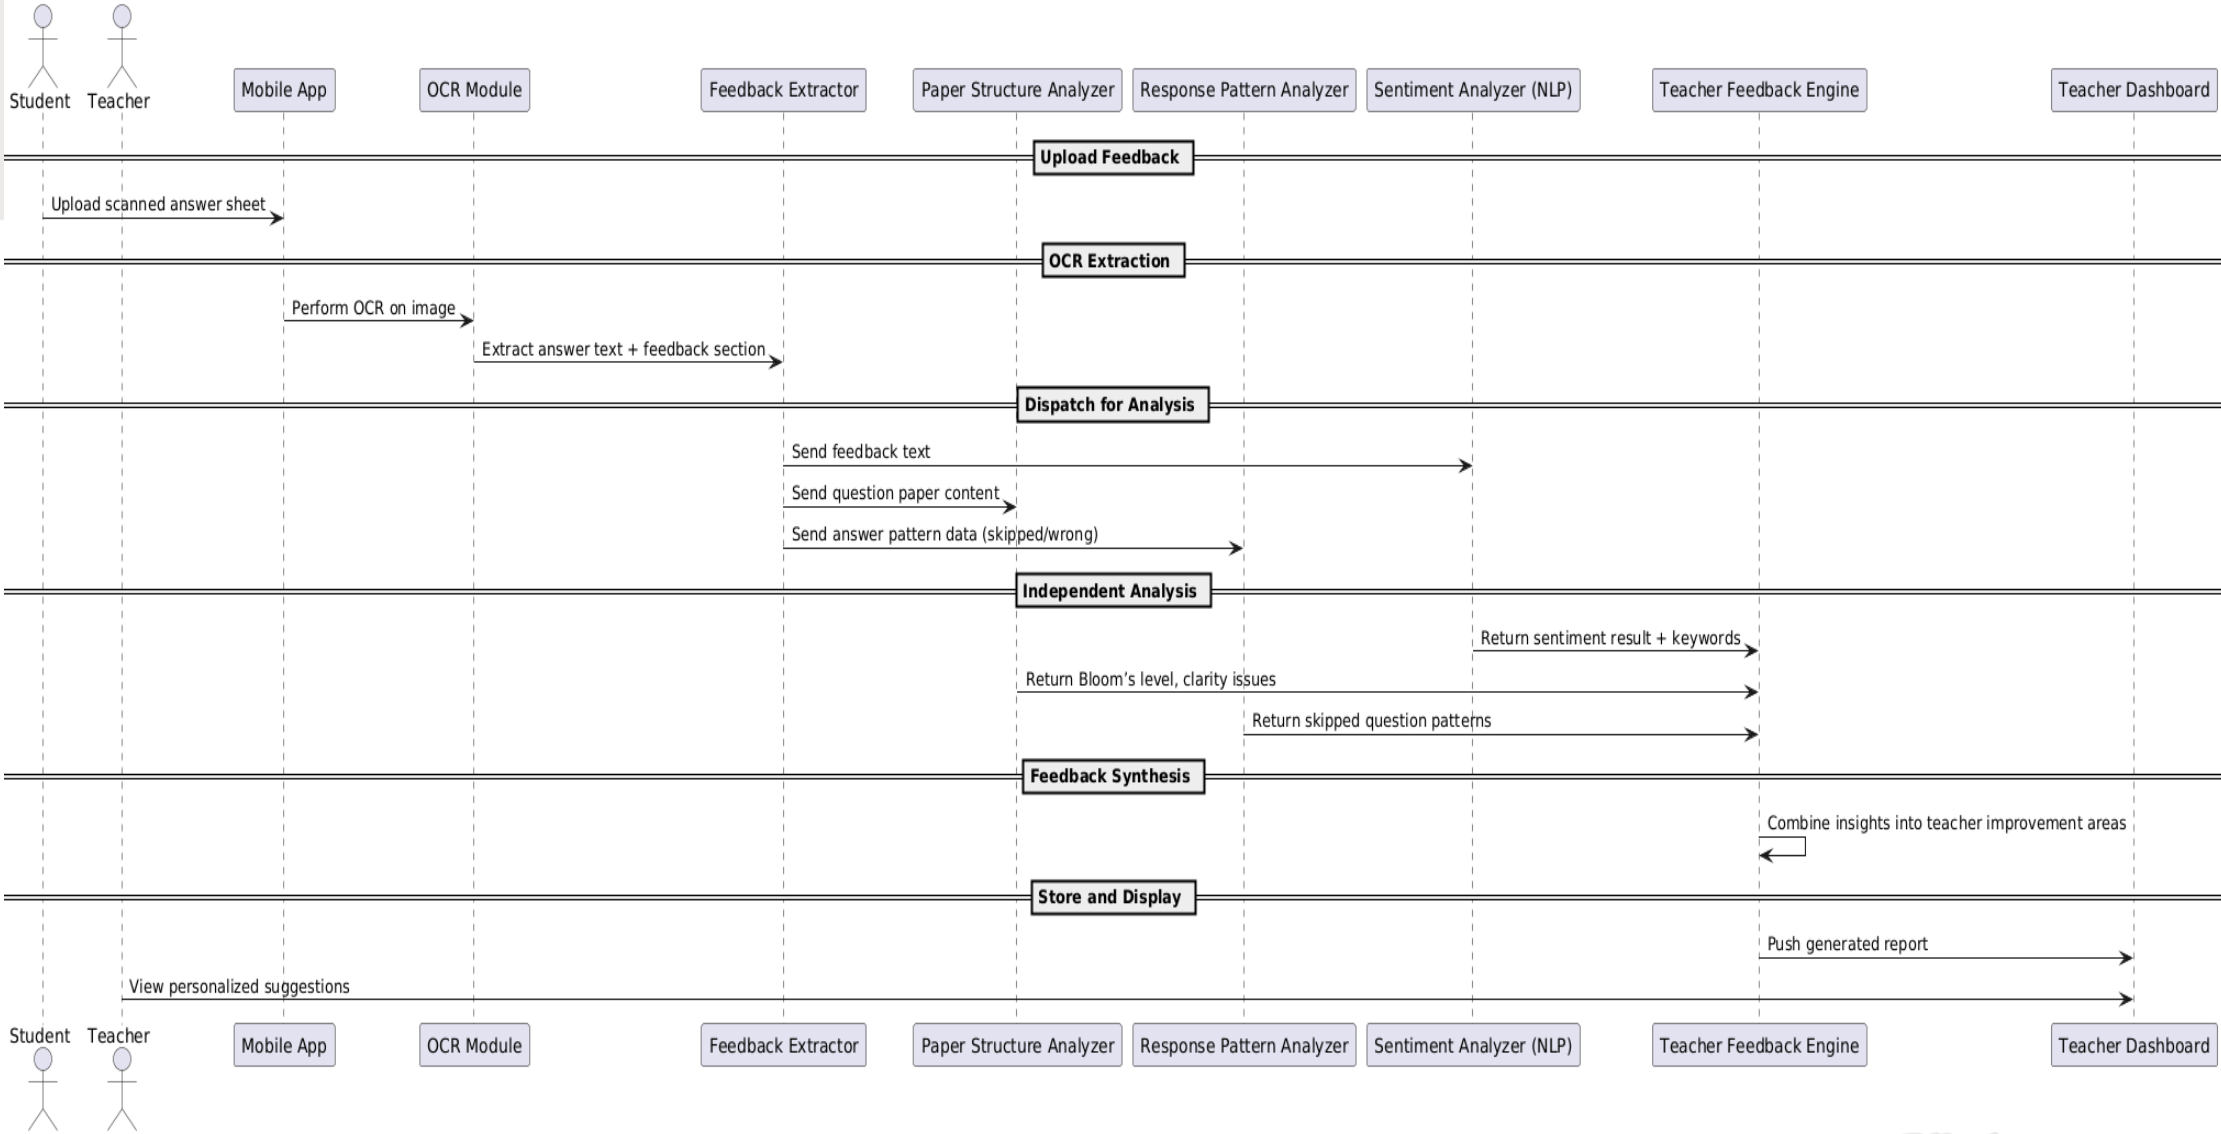 Student
Teacher
Mobile App
OCR Module
Feedback Extractor
Paper Structure Analyzer
Response Pattern Analyzer
Sentiment Analyzer (NLP)
Teacher Feedback Engine
Teacher Dashboard
Upload Feedback
Upload scanned answer sheet
OCR Extraction
Perform OCR on image
Extract answer text + feedback section
Dispatch for Analysis
Send feedback text
Send question paper content
Send answer pattern data (skipped/wrong)
Independent Analysis
Return sentiment result + keywords
Return Bloom’s level, clarity issues
Return skipped question patterns
Feedback Synthesis
Combine insights into teacher improvement areas
Store and Display
Push generated report
View personalized suggestions
Student
Teacher
Mobile App
OCR Module
Feedback Extractor
Paper Structure Analyzer
Response Pattern Analyzer
Sentiment Analyzer (NLP)
Teacher Feedback Engine
Teacher Dashboard